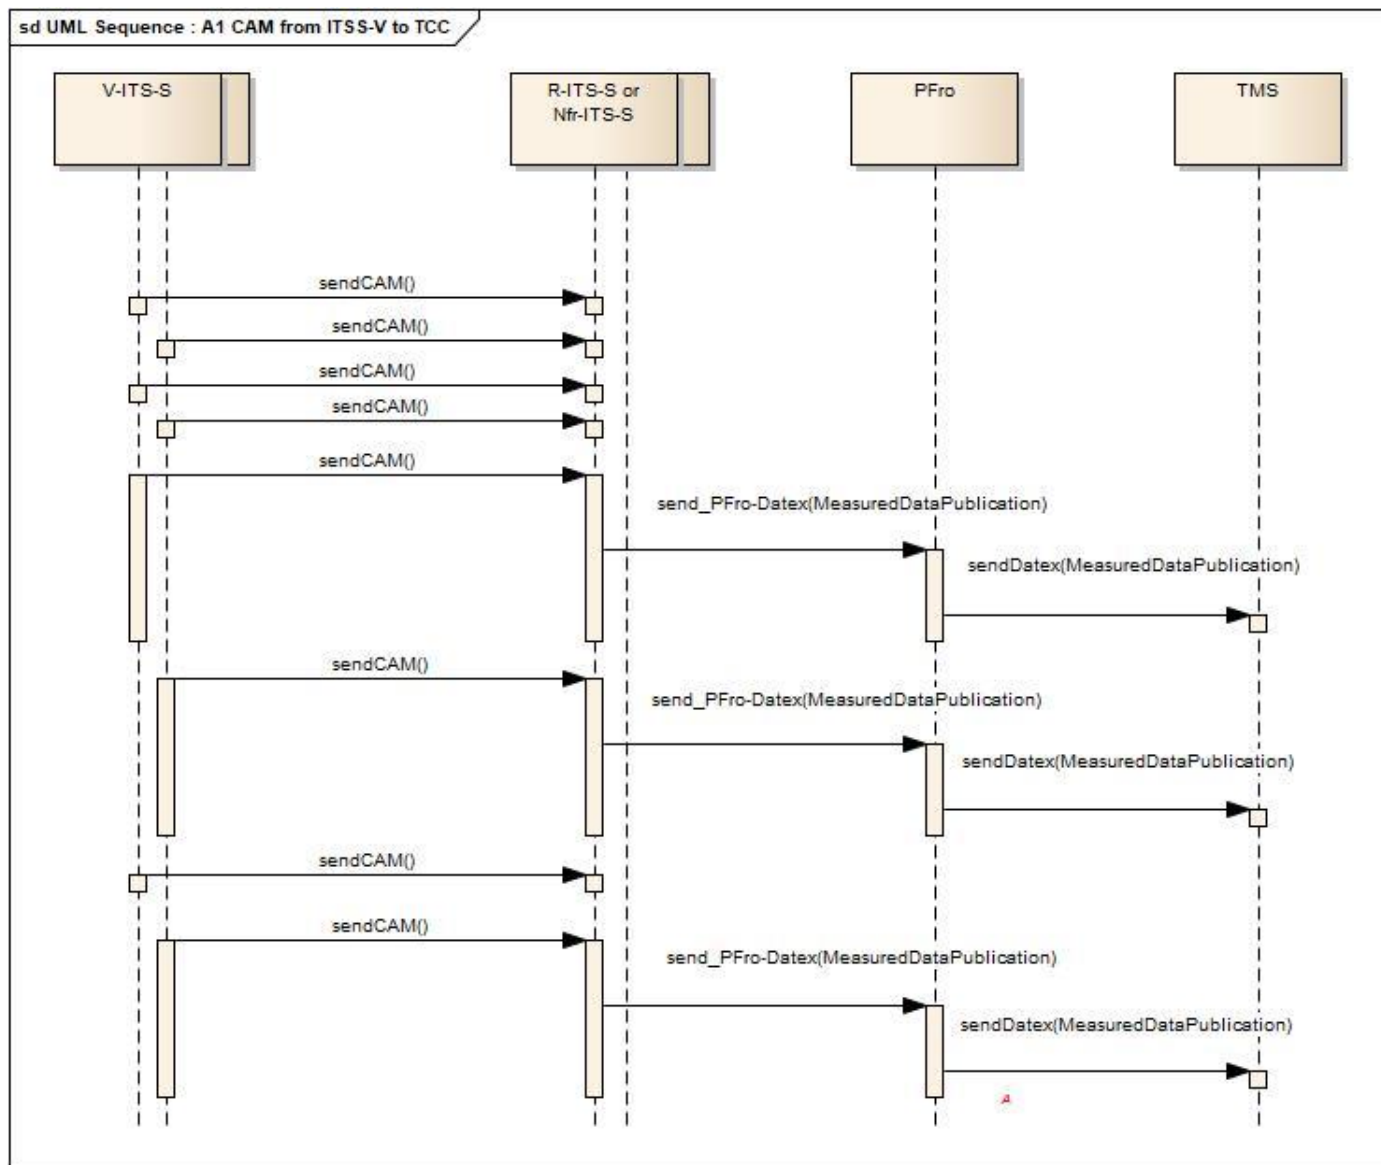 sd UML Sequence : A1 CAM from ITSS-V to TCC
V-ITS-S
R-ITS-S or
Nfr-ITS-S
PFro
TMS
sendCAM()
sendCAM()
sendCAM()
sendCAM()
sendCAM()
send_PFro-Datex(MeasuredDataPublication)
sendDatex(MeasuredDataPublication)
sendCAM()
send_PFro-Datex(MeasuredDataPublication)
sendDatex(MeasuredDataPublication)
sendCAM()
sendCAM()
send_PFro-Datex(MeasuredDataPublication)
sendDatex(MeasuredDataPublication)